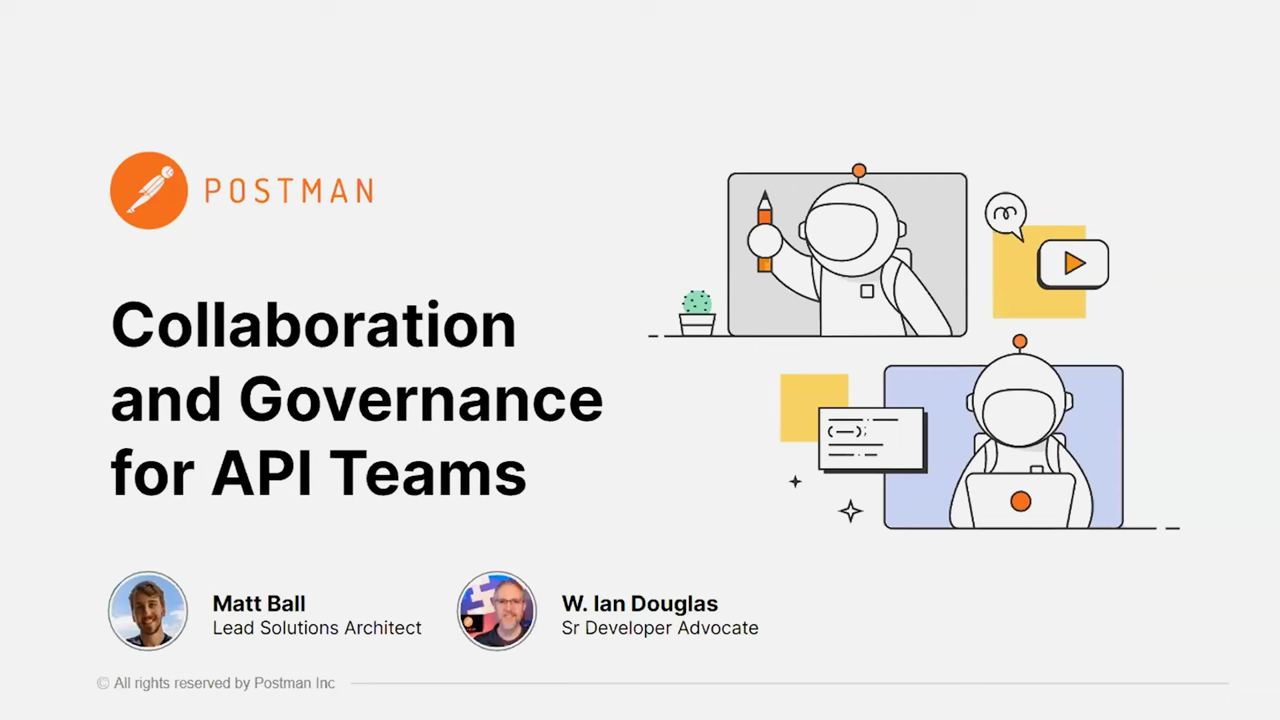 POSTMAN
Collaboration
and Governance
for API Teams
Matt Ball
Lead Solutions Architect
W. Ian Douglas
Sr Developer Advocate
© All rights reserved by Postman Inc